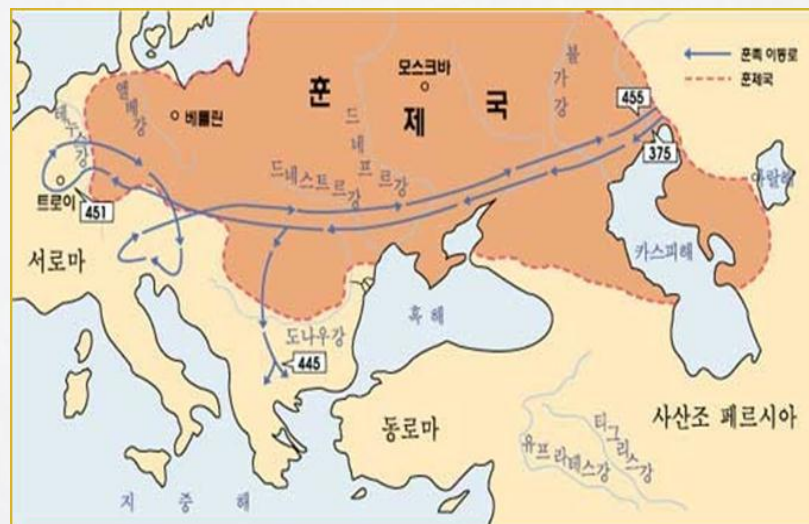 훈족 이동로
훈제국
모스크바
볼가강
훈 제 국
455
375
베를린
엘베강
드네프르강
드네스트르강
트로이
451
아랄해
서로마
카스피해
흑해
도나우강
445
동로마
사산조 페르시아
티그리스강
유프라테스강
지중해